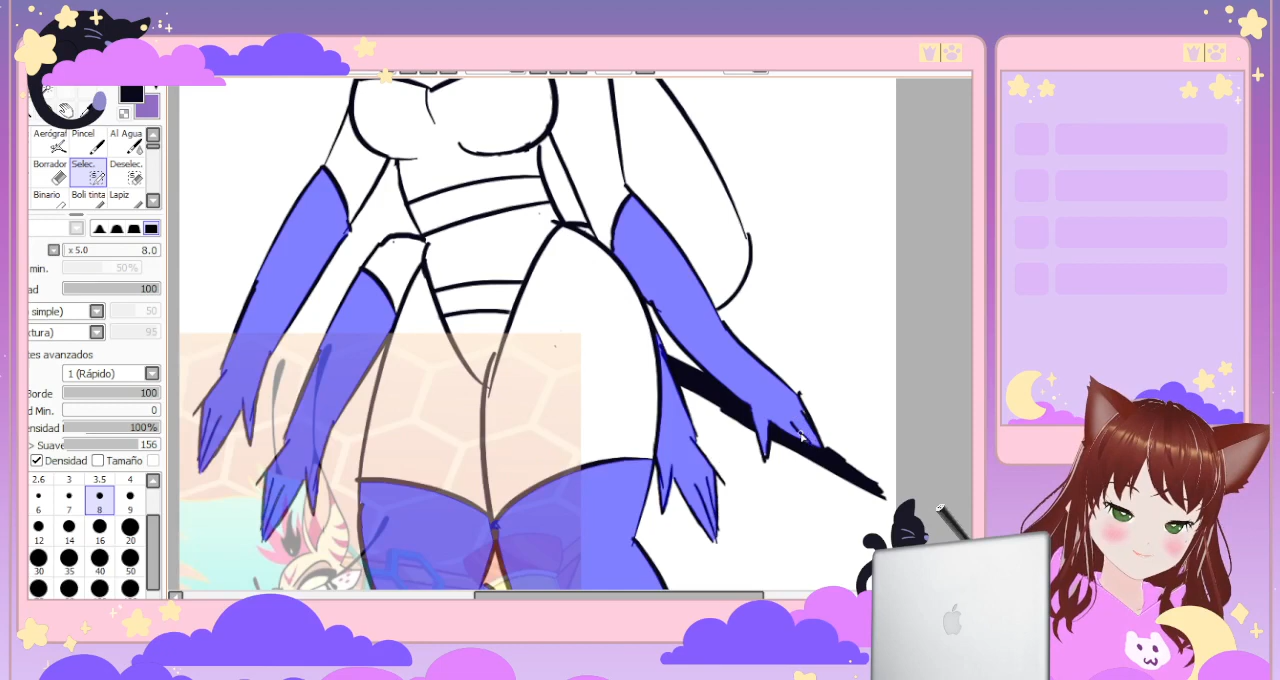 Aerógraf Pincel Al Agua
Borrador Selec. Deselec.
Binario Boli tinta Lapiz
x 5.0 8.0
min. 50%
ad 100
simple) 50
xtura) 95
tes avanzados
1 (Rápido)
Borde 100
d Min. 0
ensidad 100%
> Suave 156
Densidad Tamaño
2.6 3 3.5 4
6 7 8 9
12 14 16 20
30 35 40 50